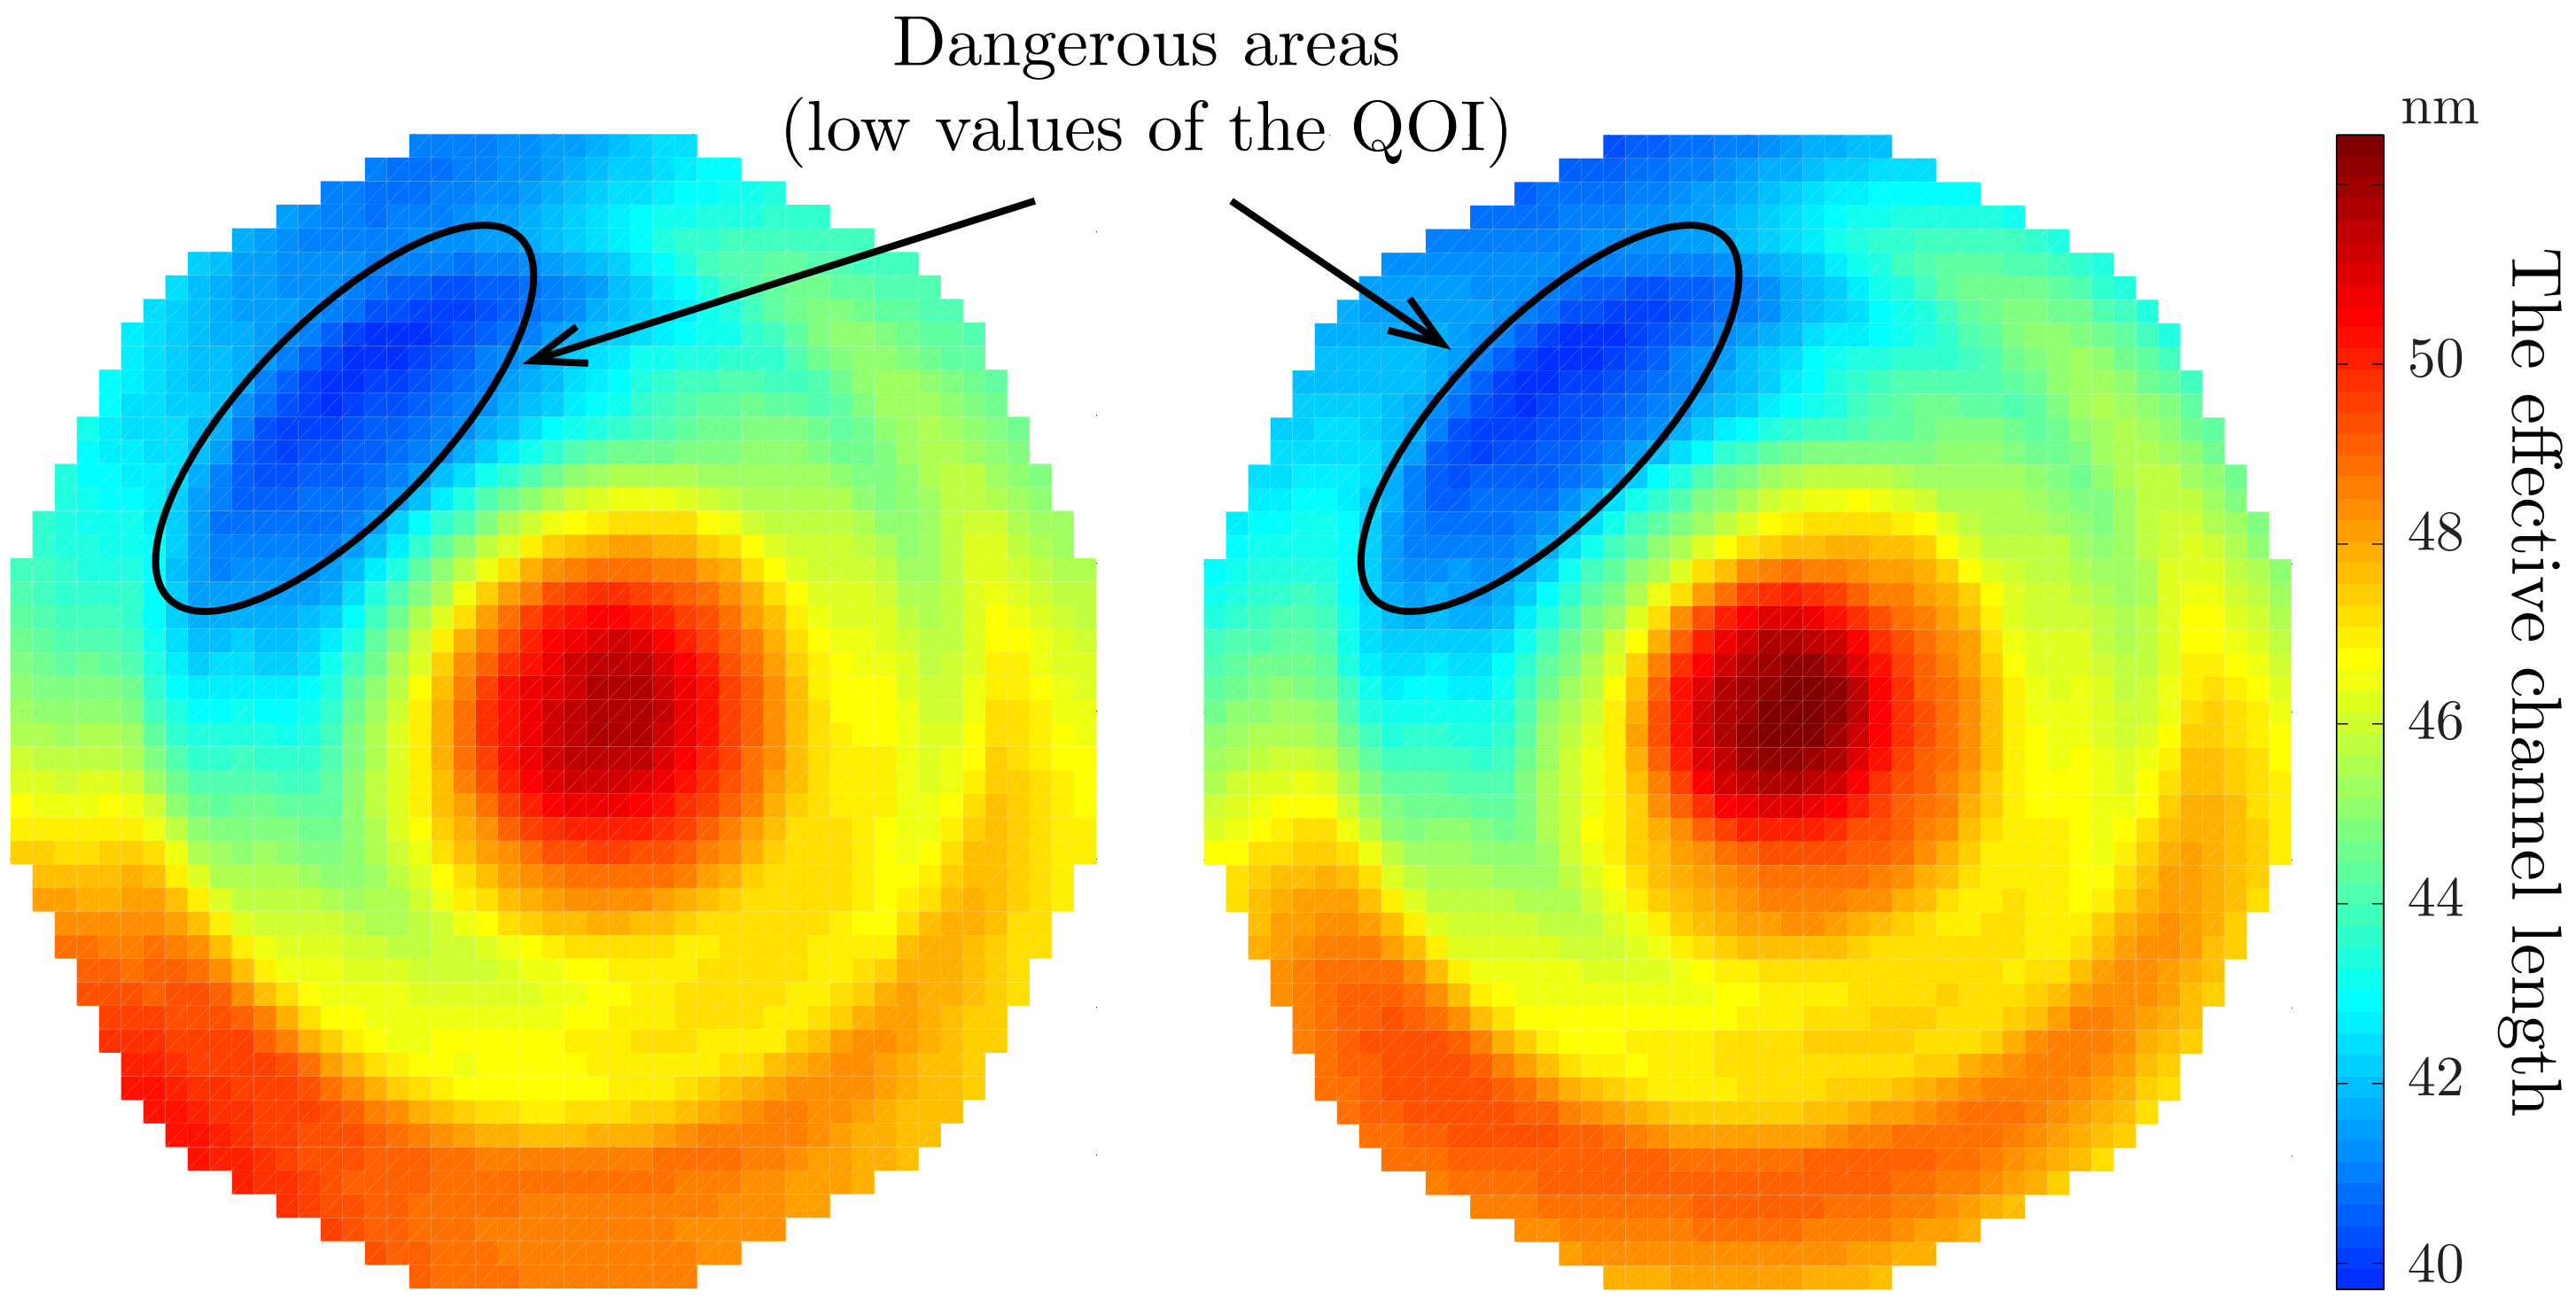 Dangerous areas
(low values of the QOI)
nm
50
48
46
44
42
40
The effective channel length